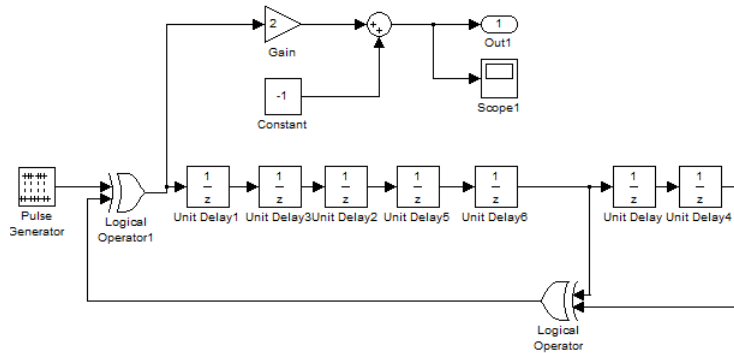 2
Gain
-1
Constant
1
Out1
Scope1
Pulse
Generator
Logical
Operator1
1
z
Unit Delay1
1
z
Unit Delay3
1
z
Unit Delay2
1
z
Unit Delay5
1
z
Unit Delay6
1
z
Unit Delay
1
z
Unit Delay4
Logical
Operator